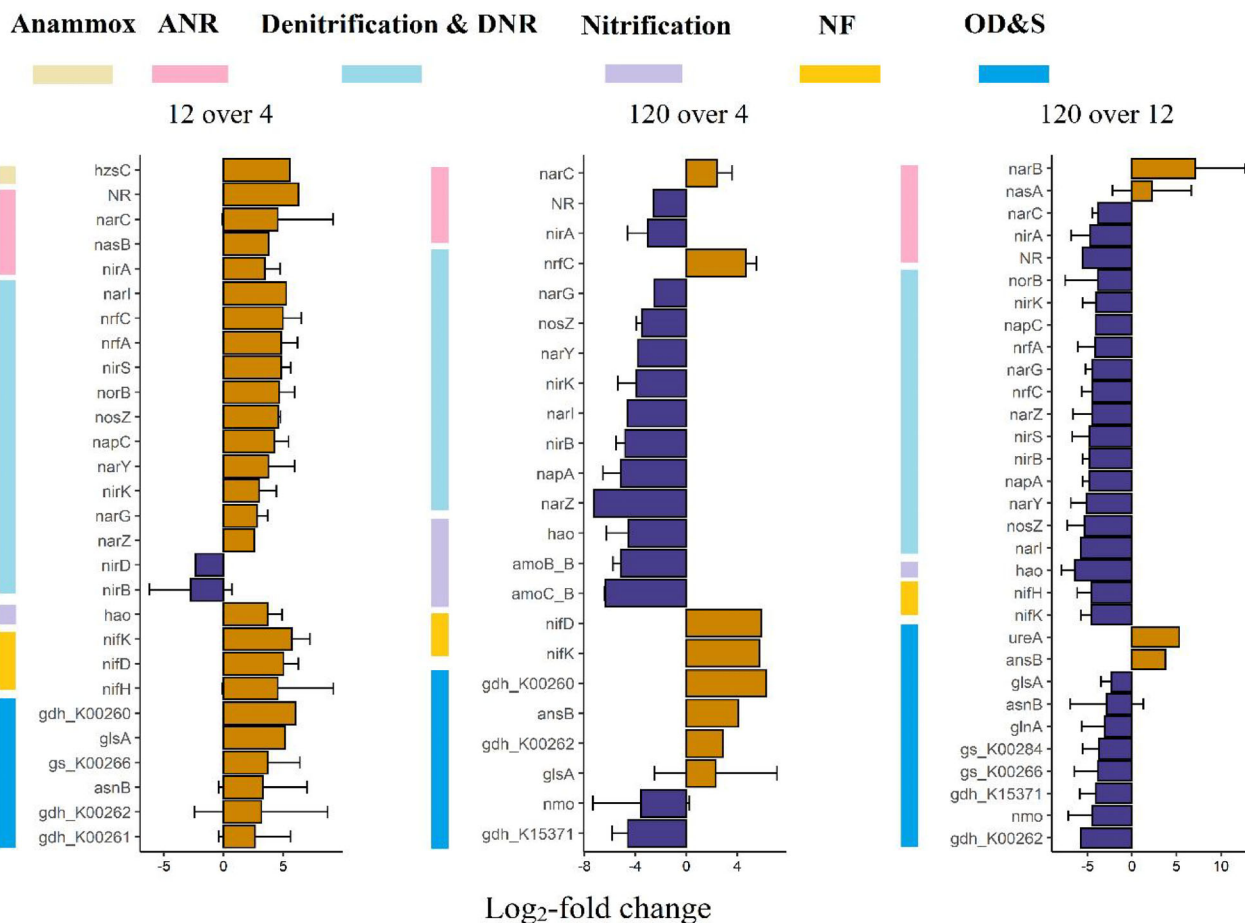 Anammox ANR Denitrification & DNR Nitrification NF OD&S
12 over 4 120 over 4 120 over 12
hzsC
NR
narC
nasB
nirA
narI
nrfC
nrfA
nirS
norB
nosZ
napC
narY
nirK
narG
narZ
nirD
nirB
hao
nifK
nifD
nifH
gdh_K00260
glsA
gs_K00266
asnB
gdh_K00262
gdh_K00261
-5 0 5
narC
NR
nirA
nrfC
narG
nosZ
narY
nirK
narI
nirB
napA
narZ
hao
amoB_B
amoC_B
nifD
nifK
gdh_K00260
ansB
gdh_K00262
glsA
nmo
gdh_K15371
-8 -4 0 4
narB
nasA
narC
nirA
NR
norB
nirK
napC
nrfA
narG
nrfC
narZ
nirS
nirB
napA
narY
nosZ
narI
hao
nifH
nifK
ureA
ansB
glsA
asnB
glnA
gs_K00284
gs_K00266
gdh_K15371
nmo
gdh_K00262
-5 0 5 10
Log₂-fold change